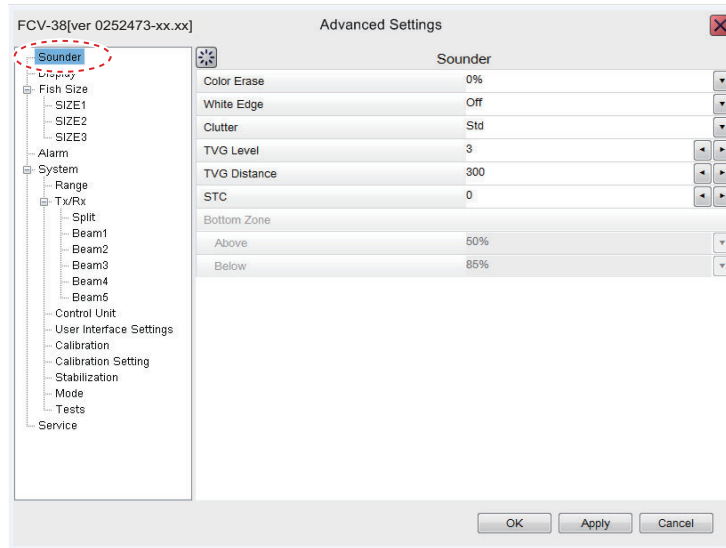 FCV-38[ver 0252473-xx.xx]
Advanced Settings
Sounder
Display
Fish Size
SIZE1
SIZE2
SIZE3
Alarm
System
Range
Tx/Rx
Split
Beam1
Beam2
Beam3
Beam4
Beam5
Control Unit
User Interface Settings
Calibration
Calibration Setting
Stabilization
Mode
Tests
Service
Sounder
Color Erase 0%
White Edge Off
Clutter Std
TVG Level 3
TVG Distance 300
STC 0
Bottom Zone
Above 50%
Below 85%
OK Apply Cancel